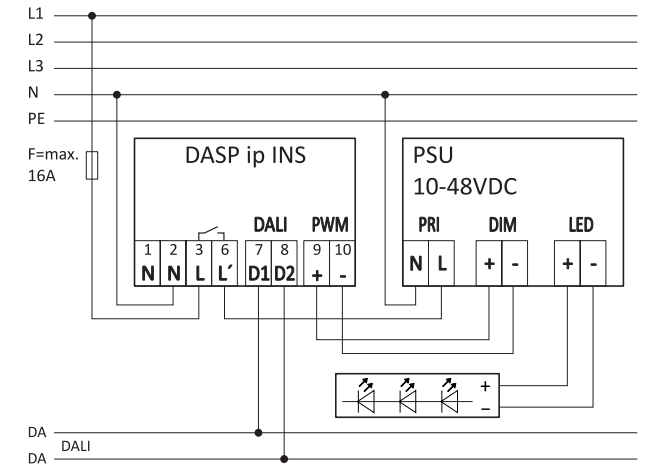 L1
L2
L3
N
PE
F=max.
16A
DASP ip INS
PSU
10-48VDC
DALI PWM
PRI DIM LED
1 2 3 6 7 8 9 10
N N L L´ D1 D2 + -
N L + - + -
+
−
DA
DALI
DA